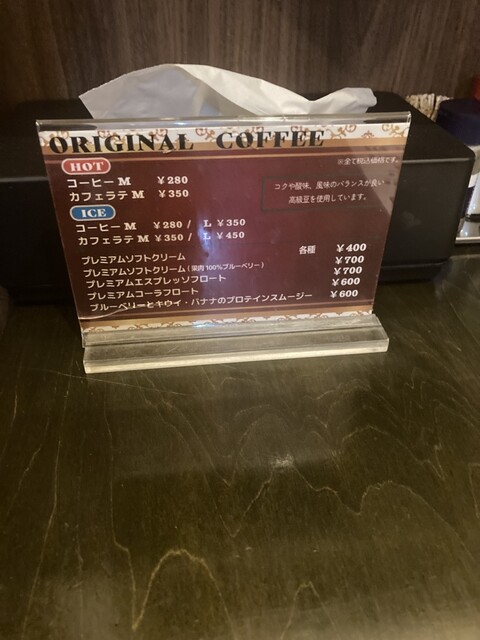 ORIGINAL COFFEE
※全て税込価格です。
HOT
コーヒー M ¥280
カフェラテ M ¥350
コクや酸味、風味のバランスが良い
高級豆を使用しています。
ICE
コーヒー M ¥280 / L ¥350
カフェラテ M ¥350 / L ¥450
プレミアムソフトクリーム 各種 ¥400
プレミアムソフトクリーム (果肉100%ブルーベリー) ¥700
プレミアムエスプレッソフロート ¥700
プレミアムコーラフロート ¥600
ブルーベリーとキウイ・バナナのプロテインスムージー ¥600